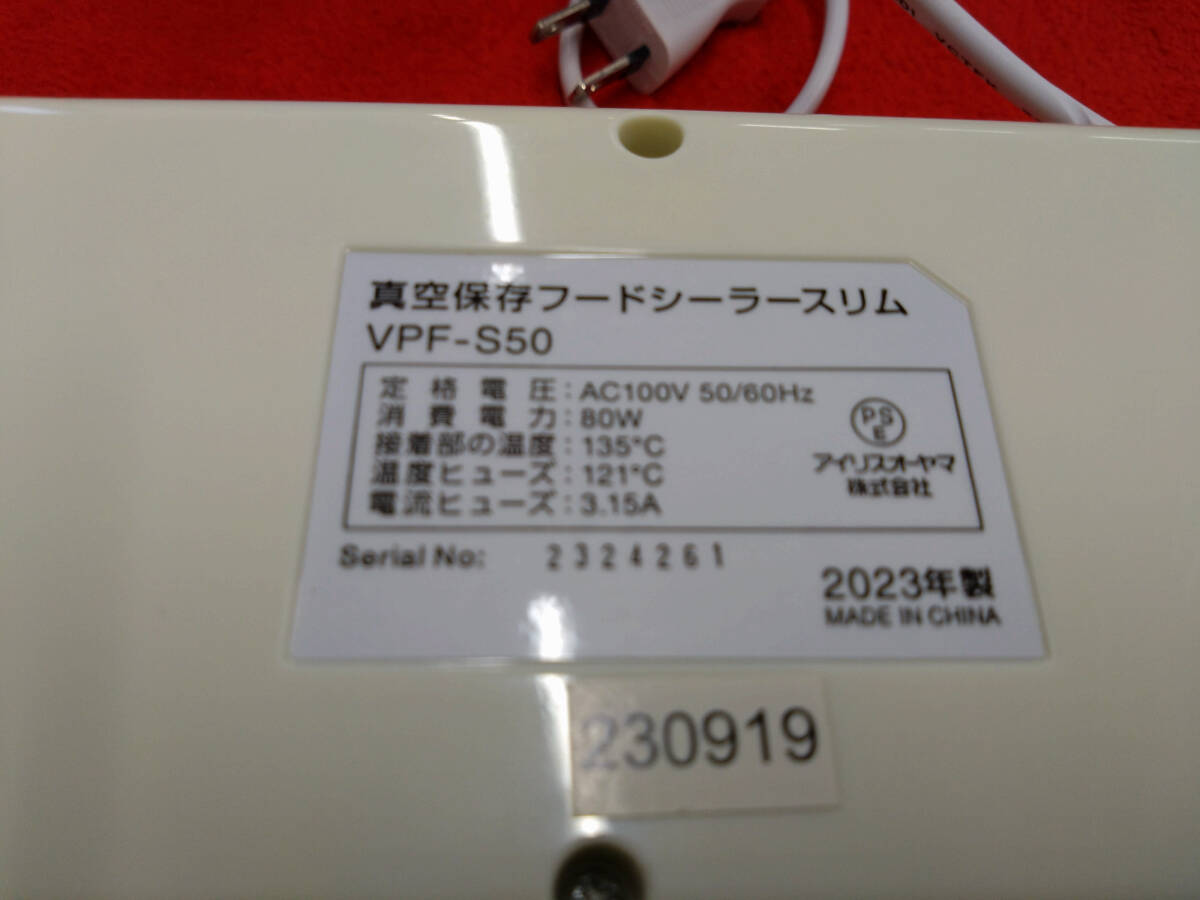 真空保存フードシーラースリム
VPF-S50
定格電圧：AC100V 50/60Hz
消費電力：80W
接着部の温度：135℃
温度ヒューズ：121℃
電流ヒューズ：3.15A
PS
E
アイリスオーヤマ
株式会社
Serial No: 2324261
2023年製
MADE IN CHINA
230919